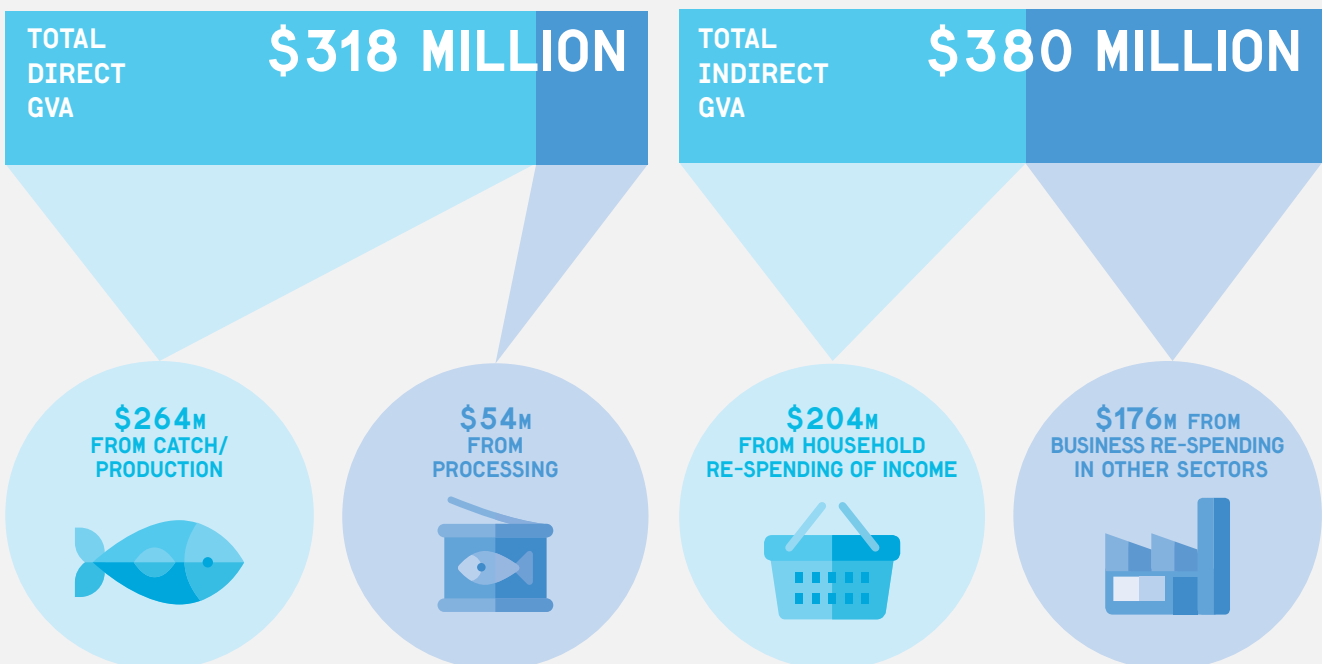 TOTAL
DIRECT
GVA
$318 MILLION
TOTAL
INDIRECT
GVA
$380 MILLION
$264M
FROM CATCH/
PRODUCTION
$54M
FROM
PROCESSING
$204M
FROM HOUSEHOLD
RE-SPENDING OF INCOME
$176M FROM
BUSINESS RE-SPENDING
IN OTHER SECTORS